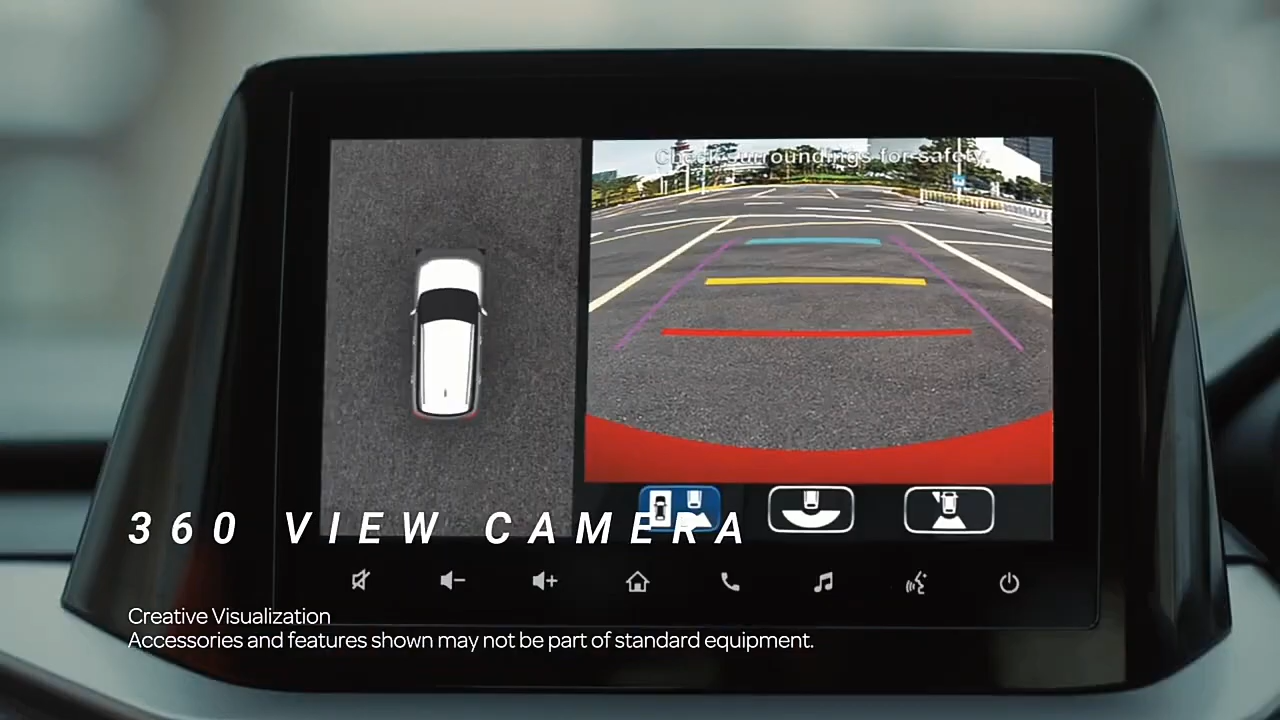 Check surroundings for safety.
360 VIEW CAMERA
Creative Visualization
Accessories and features shown may not be part of standard equipment.